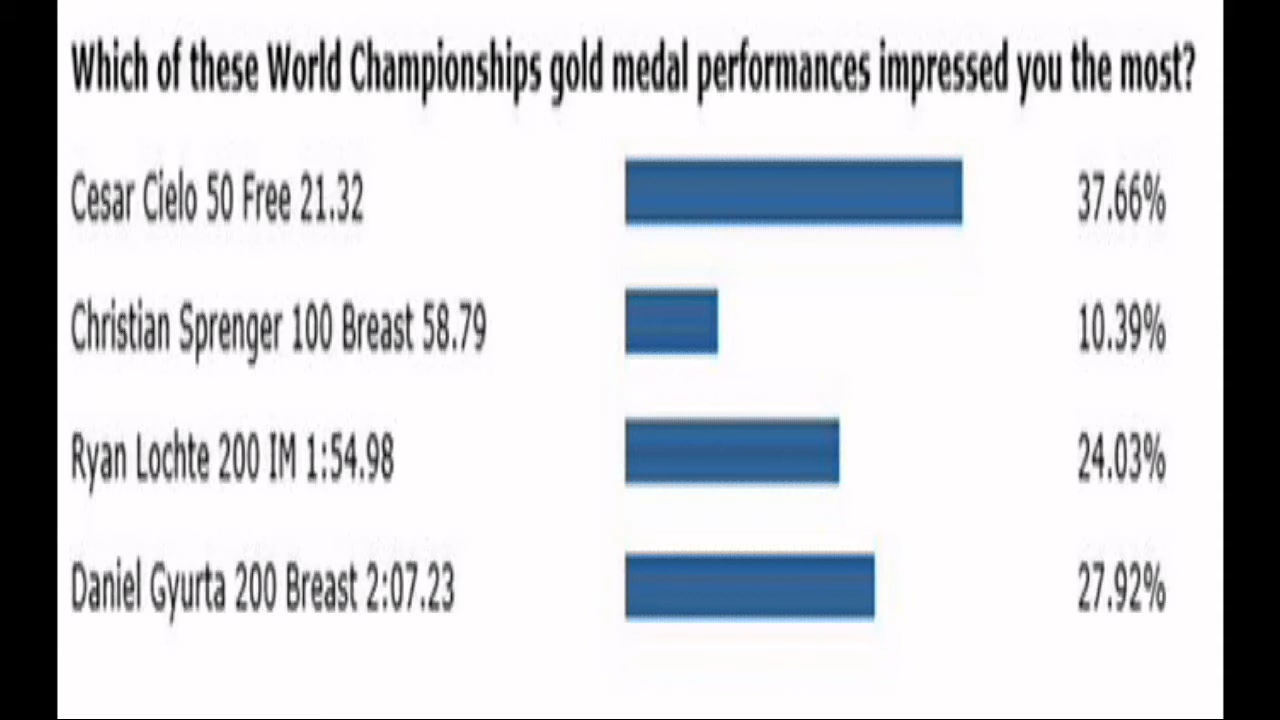 Which of these World Championships gold medal performances impressed you the most?
Cesar Cielo 50 Free 21.32 37.66%
Christian Sprenger 100 Breast 58.79 10.39%
Ryan Lochte 200 IM 1:54.98 24.03%
Daniel Gyurta 200 Breast 2:07.23 27.92%